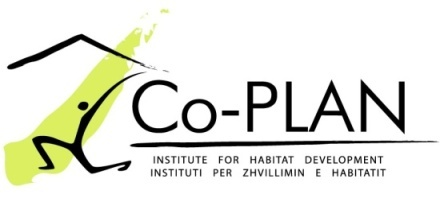 Co-PLAN
INSTITUTE FOR HABITAT DEVELOPMENT
INSTITUTI PER ZHVILLIMIN E HABITATIT